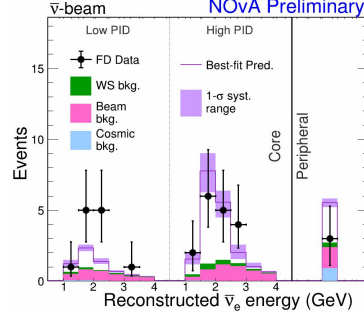 ν̄-beam
NOvA Preliminary
Low PID
High PID
FD Data
WS bkg.
Beam
bkg.
Cosmic
bkg.
Best-fit Pred.
1-σ syst.
range
Core
Peripheral
Events
15
10
5
0
1 2 3 4
1 2 3 4
Reconstructed ν̄e energy (GeV)